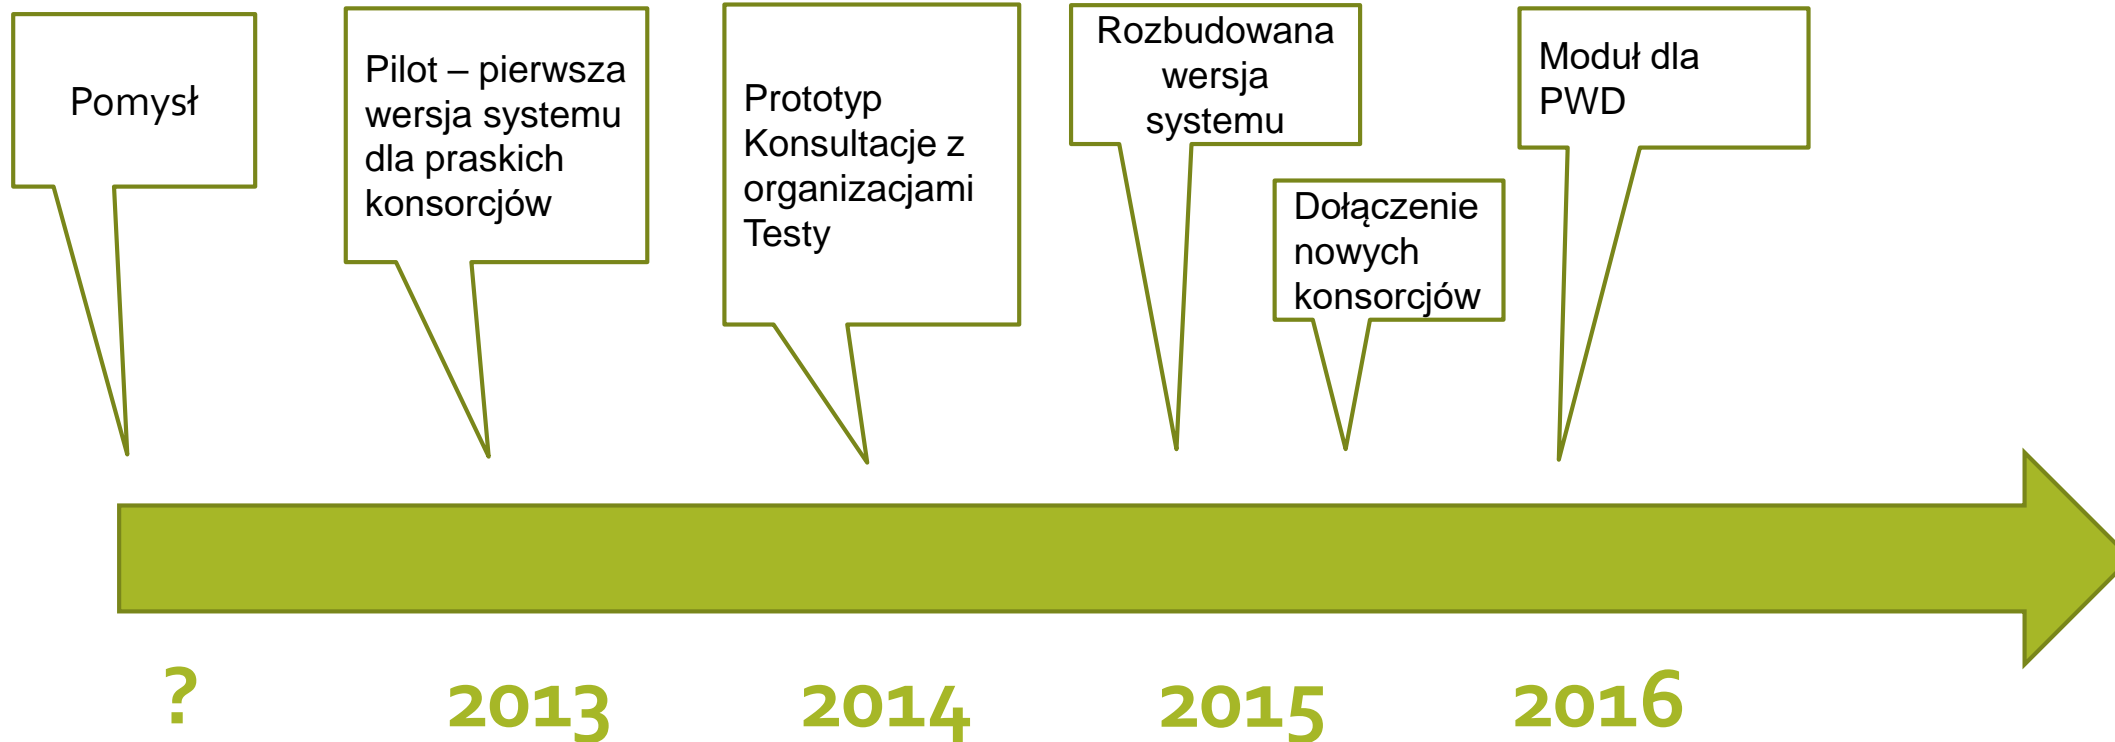 Pomysł
Pilot – pierwsza
wersja systemu
dla praskich
konsorcjów
Prototyp
Konsultacje z
organizacjami
Testy
Rozbudowana
wersja
systemu
Dołączenie
nowych
konsorcjów
Moduł dla
PWD
?
2013
2014
2015
2016